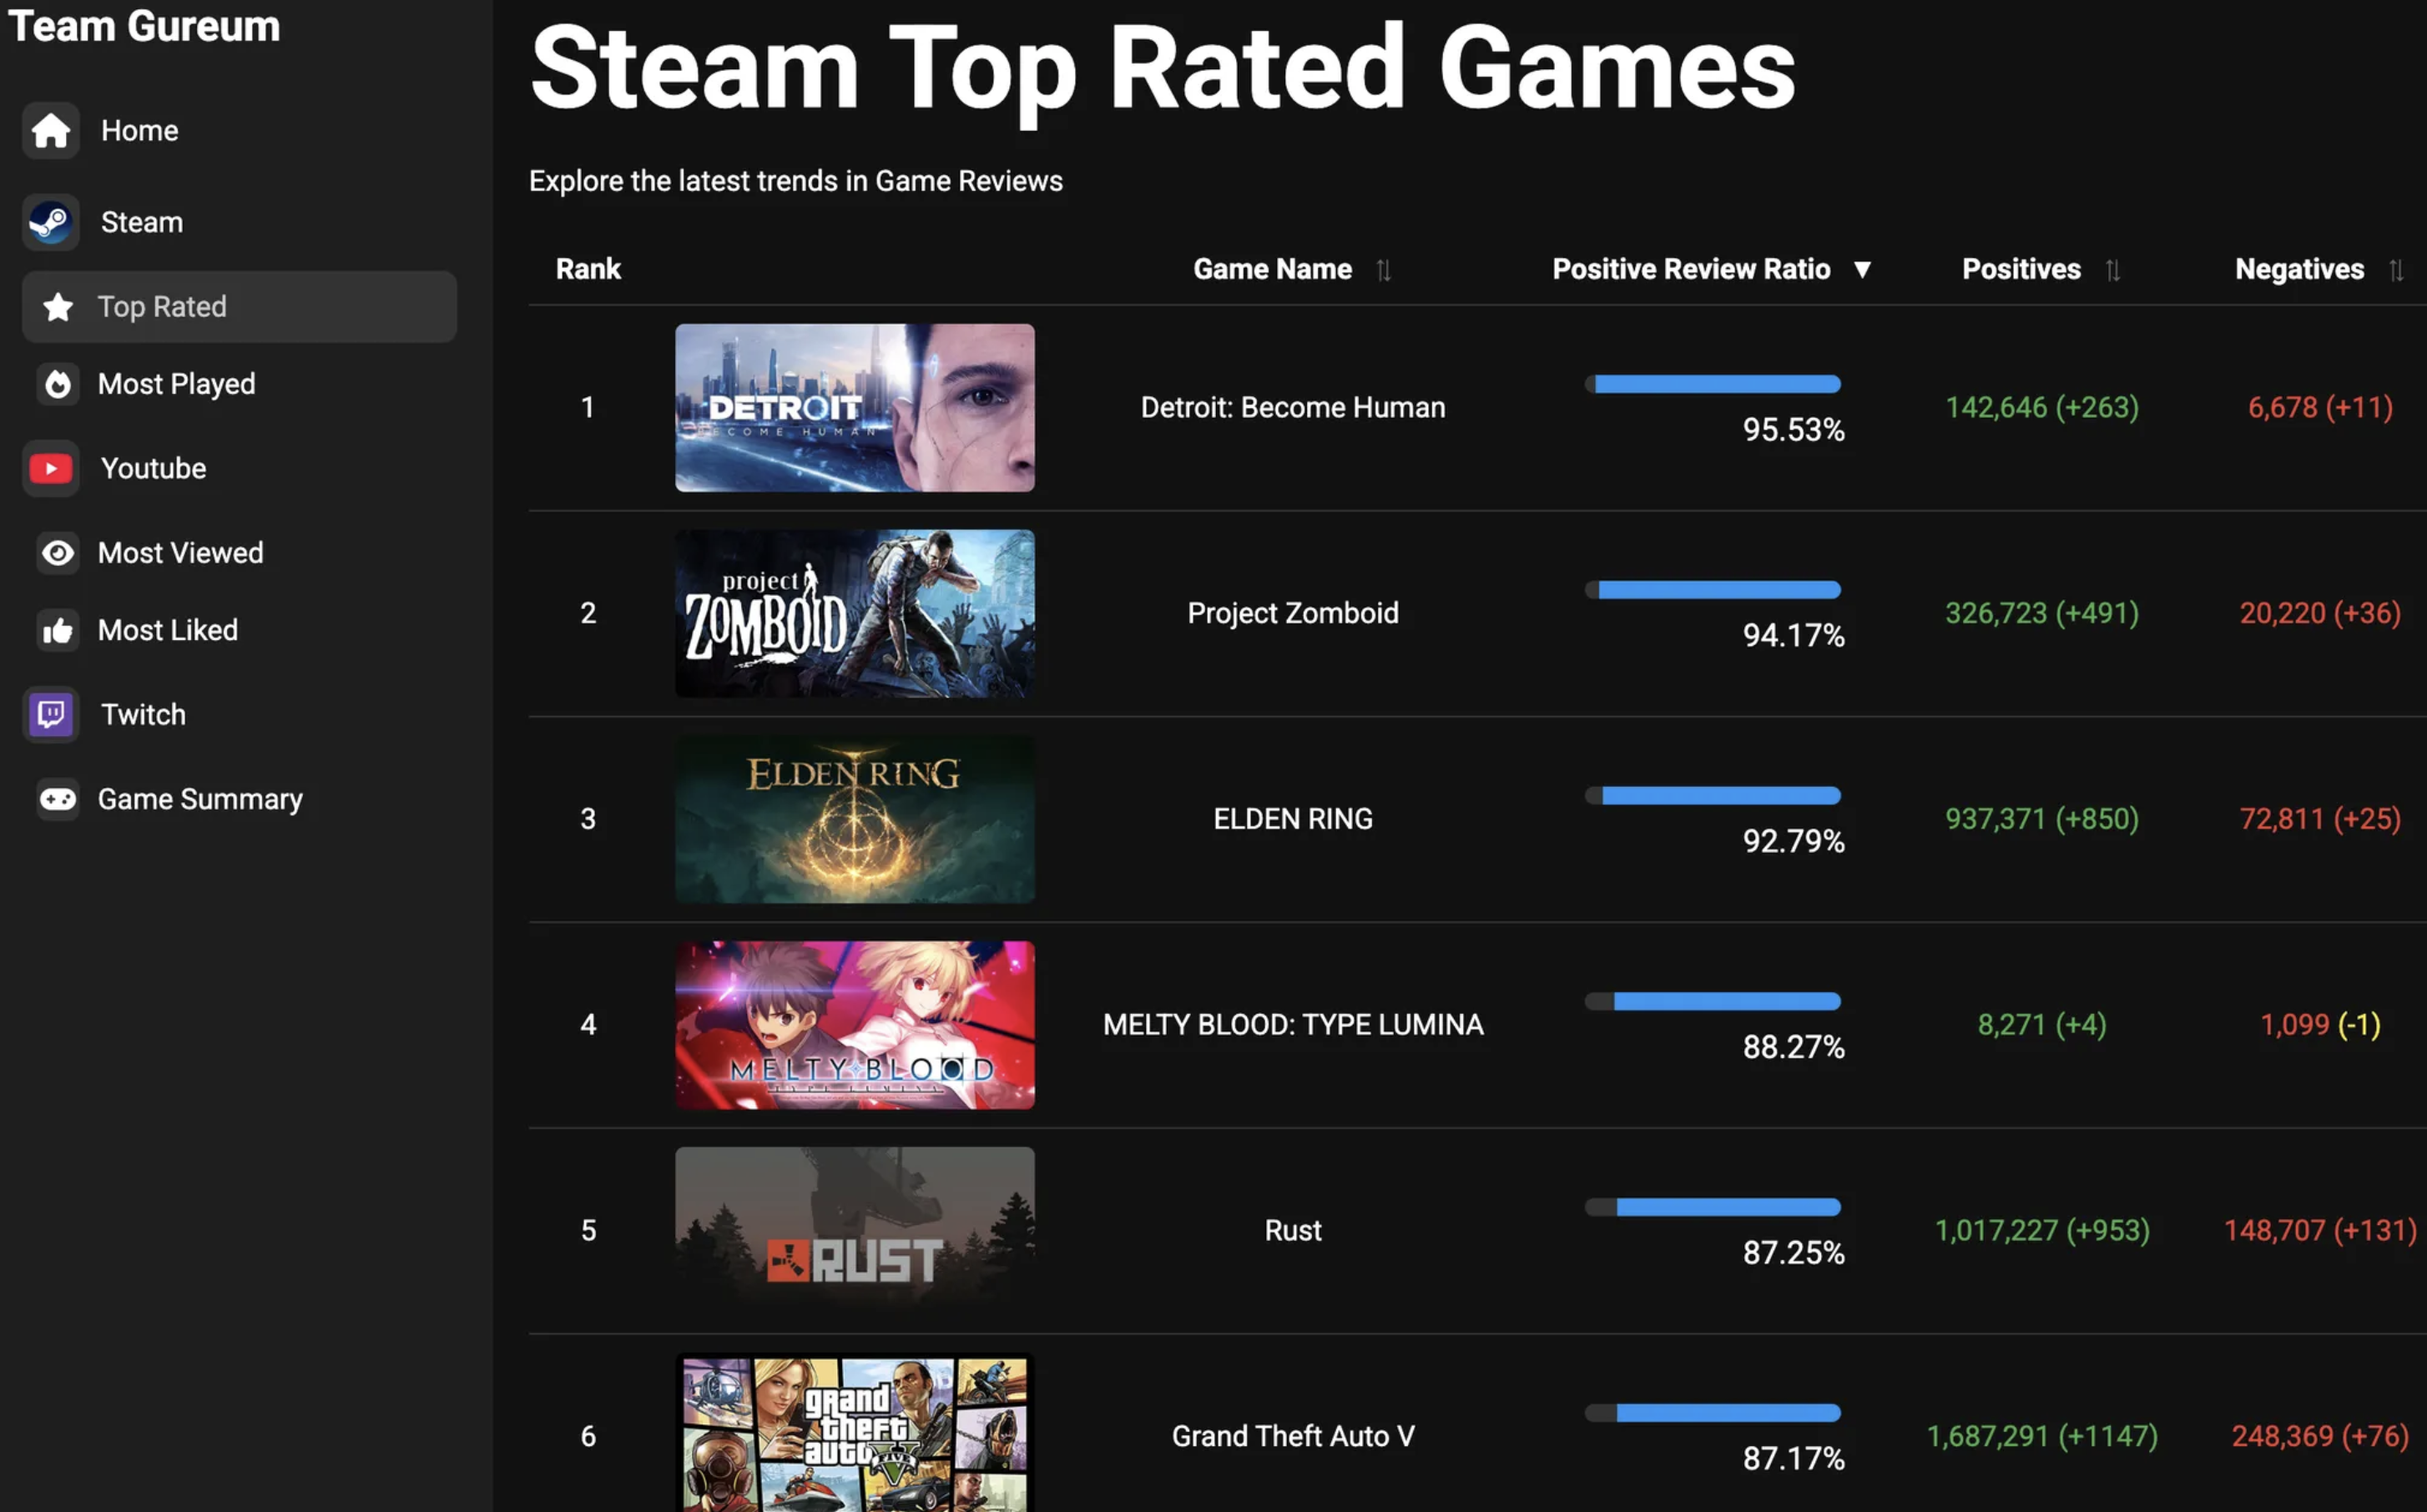 Team Gureum
Home
Steam
Top Rated
Most Played
Youtube
Most Viewed
Most Liked
Twitch
Game Summary
Steam Top Rated Games
Explore the latest trends in Game Reviews
Rank Game Name Positive Review Ratio ▼ Positives Negatives
1 DETROIT BECOME HUMAN Detroit: Become Human 95.53% 142,646 (+263) 6,678 (+11)
2 project ZOMBOID Project Zomboid 94.17% 326,723 (+491) 20,220 (+36)
3 ELDEN RING ELDEN RING 92.79% 937,371 (+850) 72,811 (+25)
4 MELTY BLOOD TYPE LUMINA MELTY BLOOD: TYPE LUMINA 88.27% 8,271 (+4) 1,099 (-1)
5 RUST Rust 87.25% 1,017,227 (+953) 148,707 (+131)
6 grand theft auto V FIVE Grand Theft Auto V 87.17% 1,687,291 (+1147) 248,369 (+76)